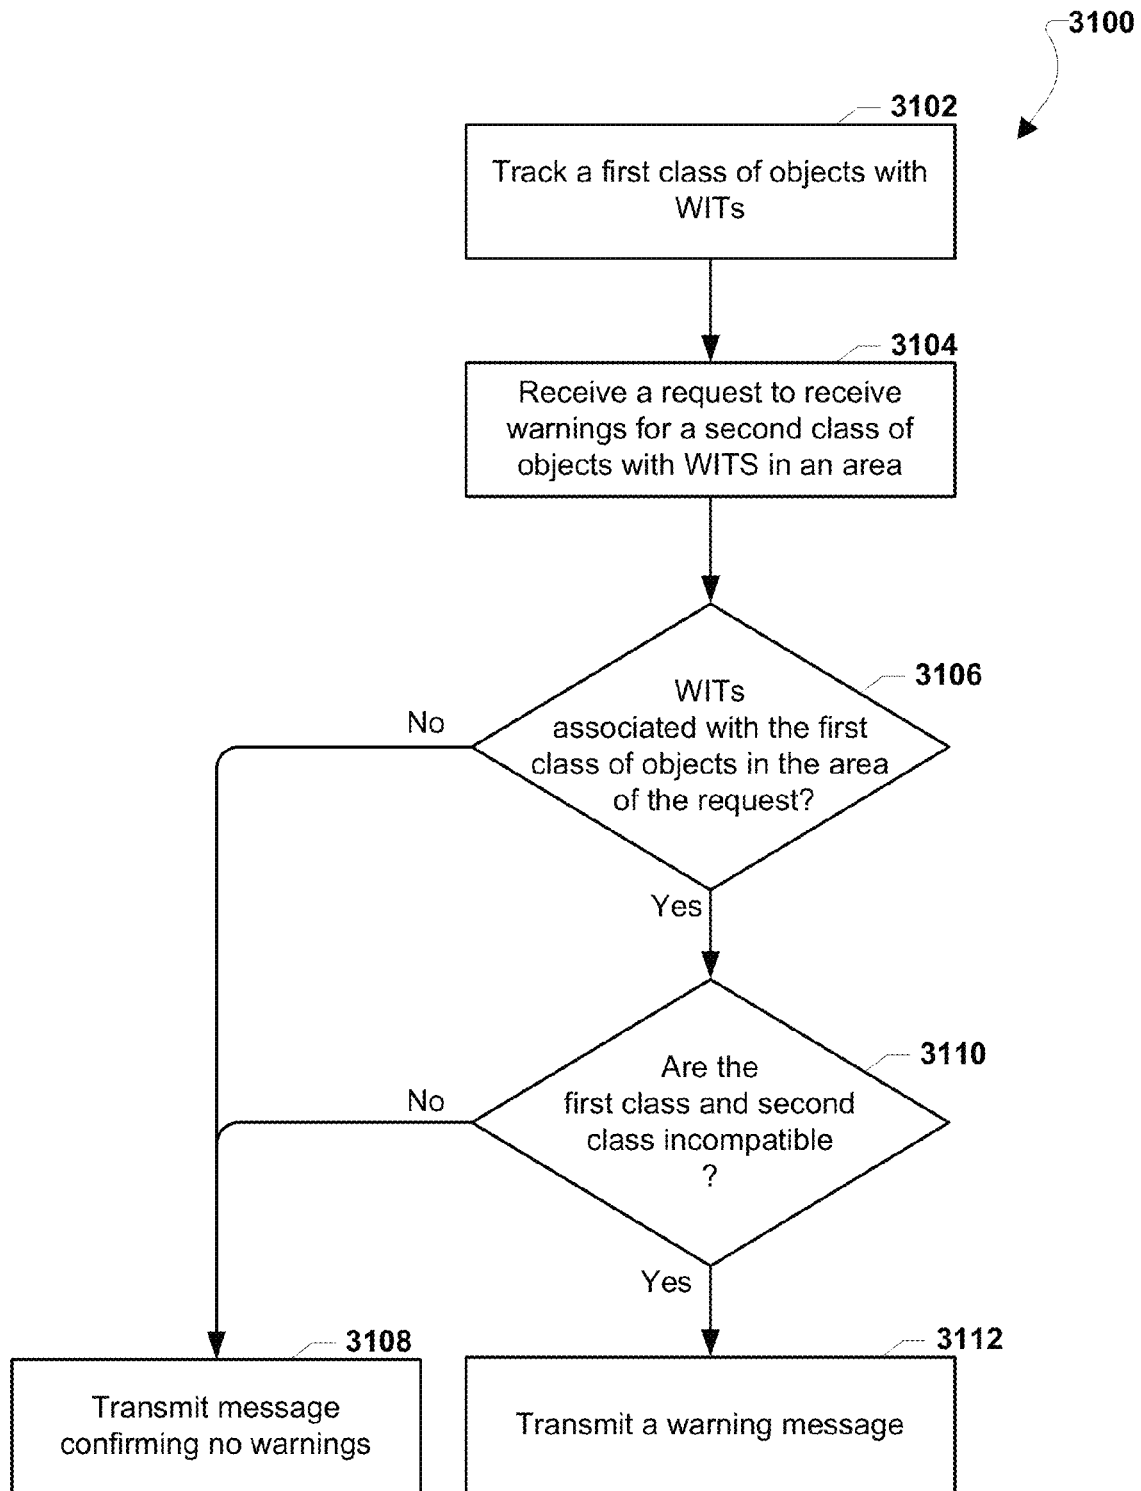 3100
3102
Track a first class of objects with
WITs
3104
Receive a request to receive
warnings for a second class of
objects with WITS in an area
3106
WITs
associated with the first
class of objects in the area
of the request?
No
Yes
3110
Are the
first class and second
class incompatible
?
No
Yes
3108
Transmit message
confirming no warnings
3112
Transmit a warning message